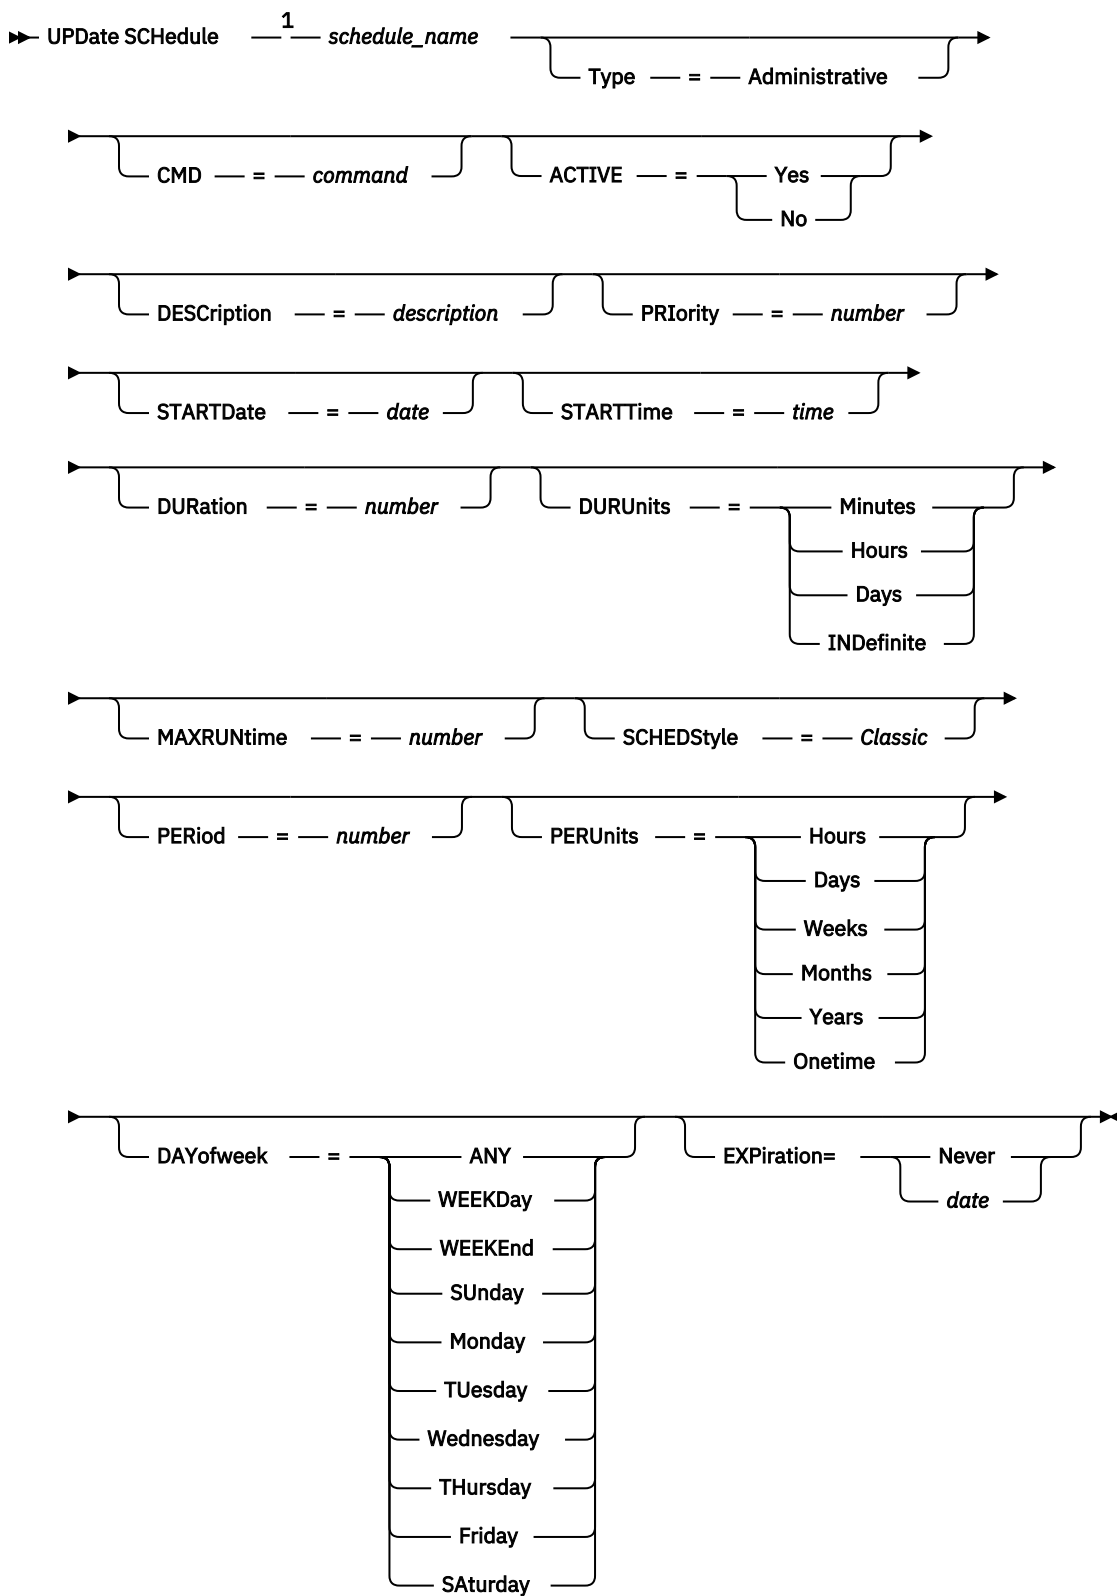 1
UPDate SCHedule schedule_name
Type = Administrative
CMD = command ACTIVE = Yes
No
DESCription = description PRIority = number
STARTDate = date STARTTime = time
DURation = number DURUnits = Minutes
Hours
Days
INDefinite
MAXRUNtime = number SCHEDStyle = Classic
PERiod = number PERUnits = Hours
Days
Weeks
Months
Years
Onetime
DAYofweek = ANY EXPiration= Never
WEEKDay date
WEEKEnd
SUnday
Monday
TUesday
Wednesday
THursday
Friday
SAturday